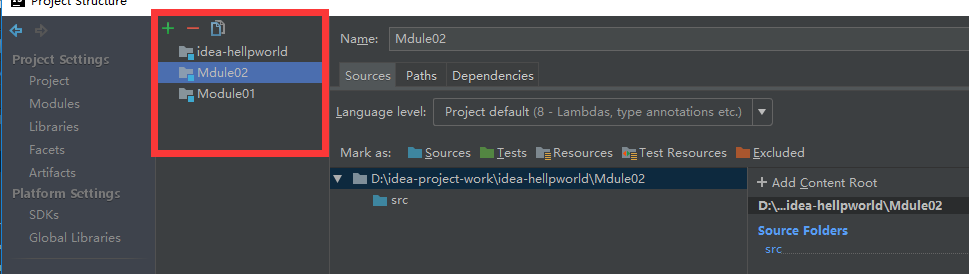 Project Structure
Project Settings
Project
Modules
Libraries
Facets
Artifacts
Platform Settings
SDKs
Global Libraries
idea-hellpworld
Mdule02
Module01
Name: Mdule02
Sources Paths Dependencies
Language level: Project default (8 - Lambdas, type annotations etc.)
Mark as: Sources Tests Resources Test Resources Excluded
D:\idea-project-work\idea-hellpworld\Mdule02
src
+ Add Content Root
D:\...idea-hellpworld\Mdule02
Source Folders
src